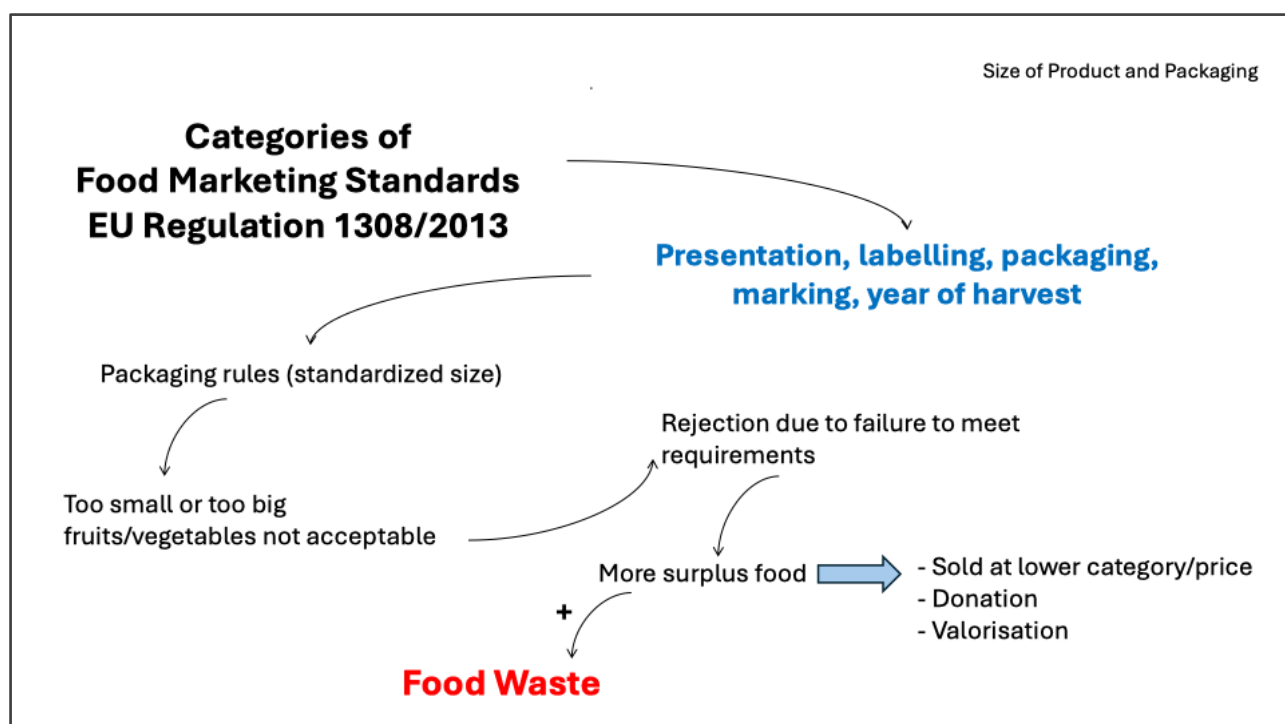 Size of Product and Packaging
Categories of
Food Marketing Standards
EU Regulation 1308/2013
Presentation, labelling, packaging,
marking, year of harvest
Packaging rules (standardized size)
Rejection due to failure to meet
requirements
Too small or too big
fruits/vegetables not acceptable
More surplus food
- Sold at lower category/price
- Donation
- Valorisation
+
Food Waste